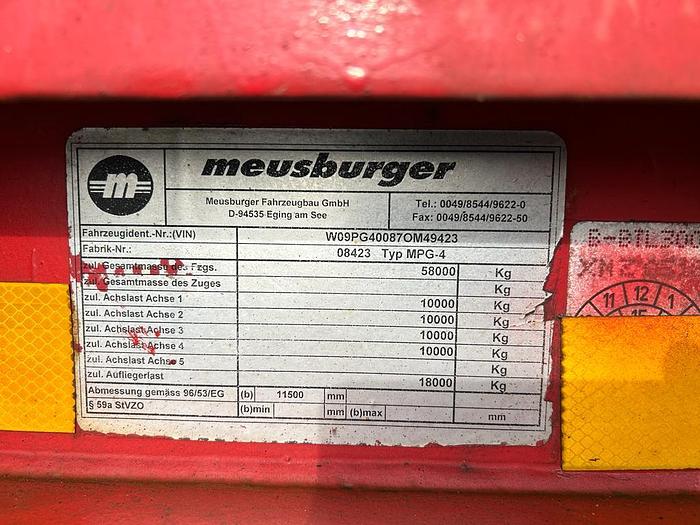 m
meusburger
Meusburger Fahrzeugbau GmbH
D-94535 Eging am See
Tel.: 0049/8544/9622-0
Fax: 0049/8544/9622-50
Fahrzeugident.-Nr.:(VIN) W09PG40087OM49423
Fabrik-Nr.: 08423 Typ MPG-4
zul. Gesamtmasse des Fzgs. 58000 Kg
zul. Gesamtmasse des Zuges Kg
zul. Achslast Achse 1 10000 Kg
zul. Achslast Achse 2 10000 Kg
zul. Achslast Achse 3 10000 Kg
zul. Achslast Achse 4 10000 Kg
zul. Achslast Achse 5 Kg
zul. Aufliegerlast 18000 Kg
Abmessung gemäss 96/53/EG (b) 11500 mm
§ 59a StVZO (b)min mm (b)max mm
11 12 1